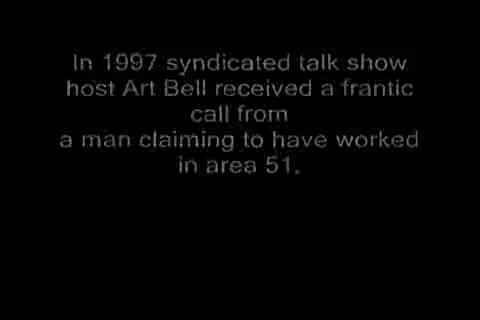 In 1997 syndicated talk show
host Art Bell received a frantic
call from
a man claiming to have worked
in area 51.